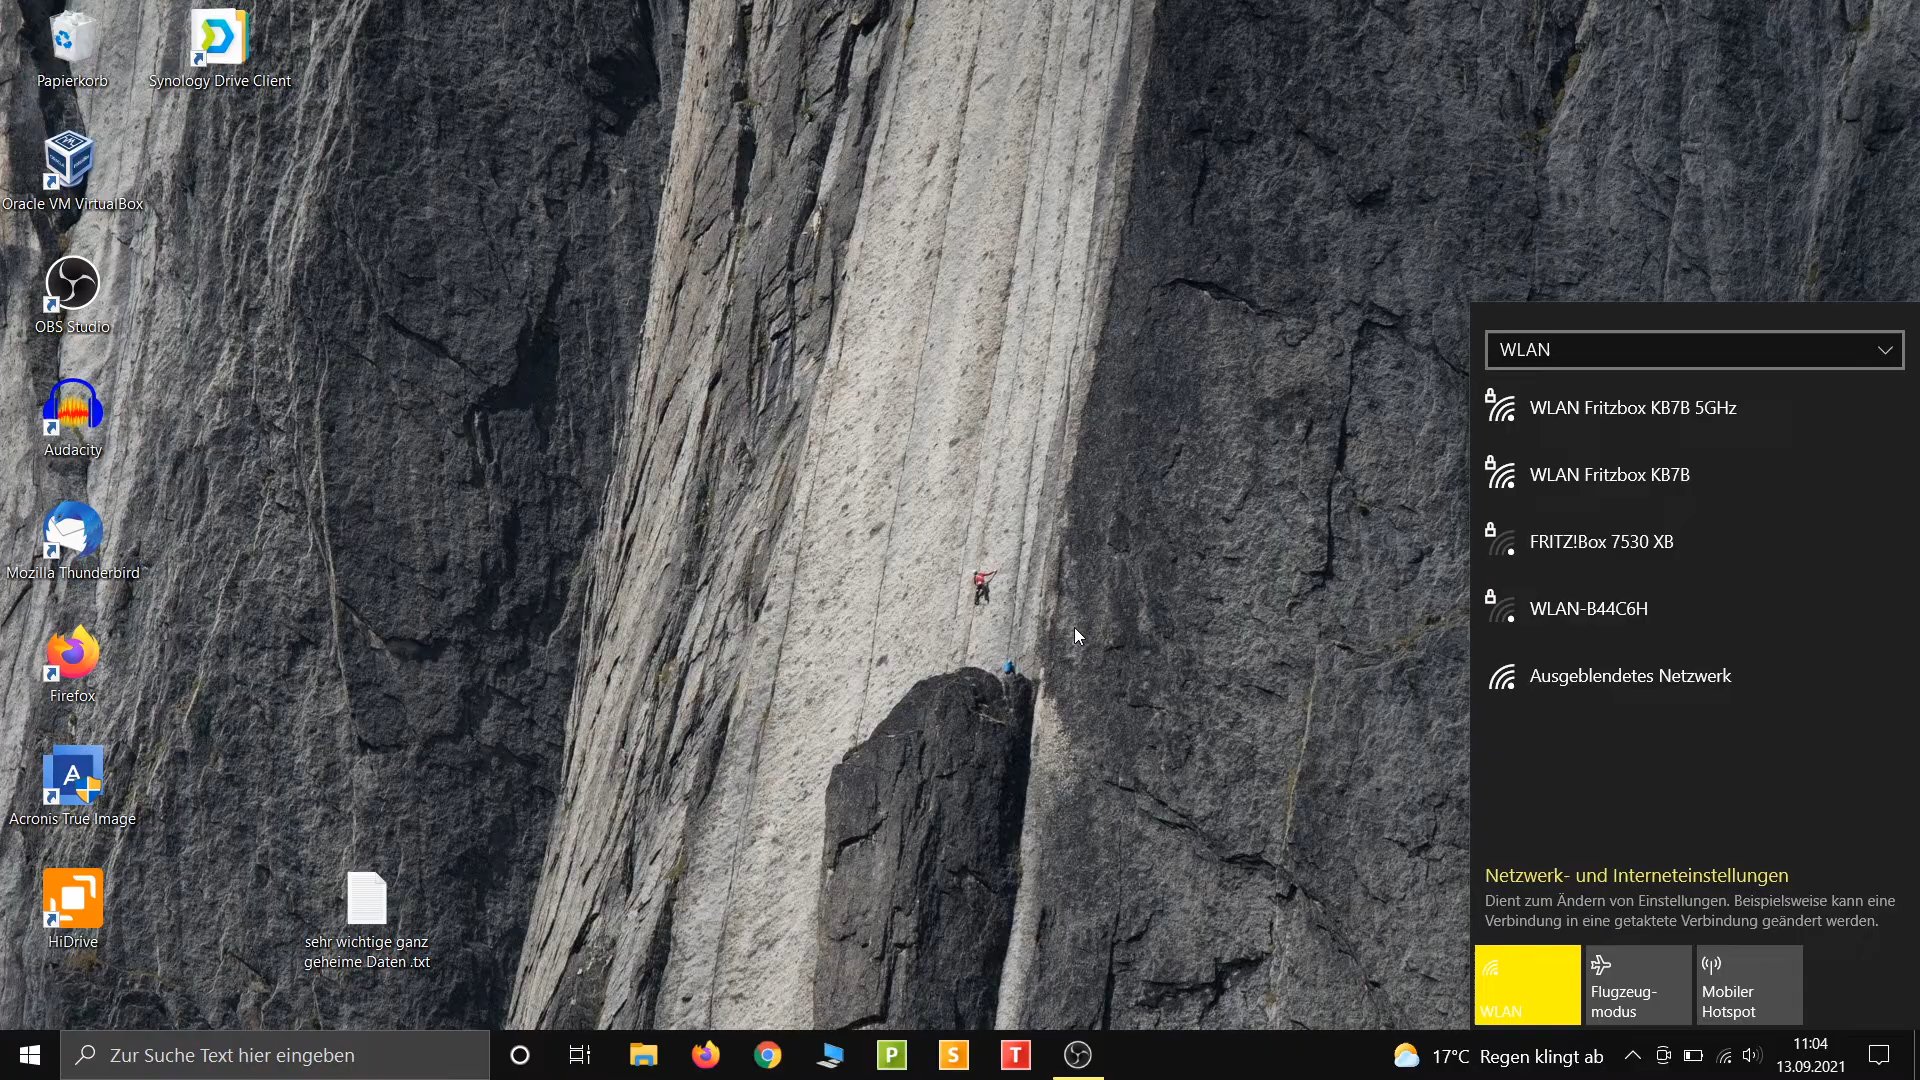 Papierkorb
Synology Drive Client
Oracle VM VirtualBox
OBS Studio
Audacity
Mozilla Thunderbird
Firefox
Acronis True Image
HiDrive
sehr wichtige ganz
geheime Daten .txt
WLAN
WLAN Fritzbox KB7B 5GHz
WLAN Fritzbox KB7B
FRITZ!Box 7530 XB
WLAN-B44C6H
Ausgeblendetes Netzwerk
Netzwerk- und Interneteinstellungen
Dient zum Ändern von Einstellungen. Beispielsweise kann eine
Verbindung in eine getaktete Verbindung geändert werden.
WLAN
Flugzeug-
modus
Mobiler
Hotspot
Zur Suche Text hier eingeben
P
S
T
17°C Regen klingt ab
11:04
13.09.2021